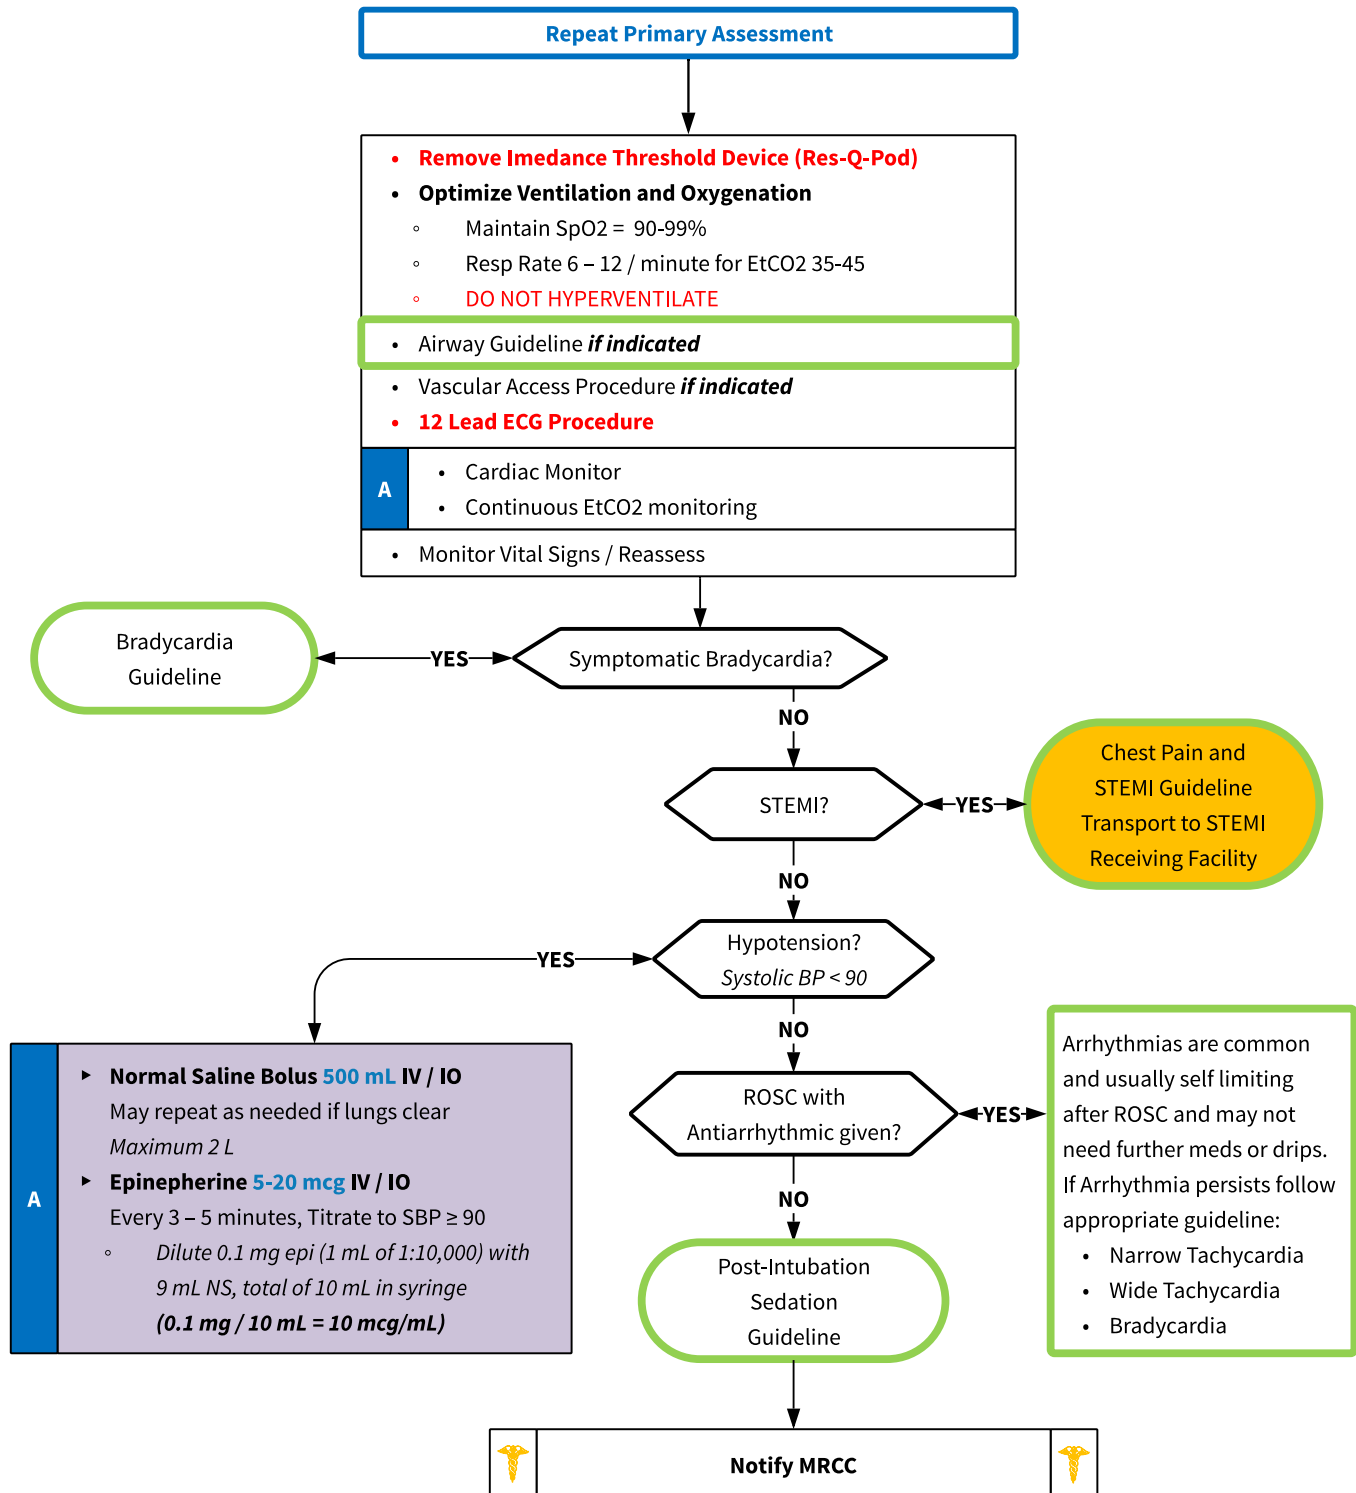 Repeat Primary Assessment
• Remove Imedance Threshold Device (Res-Q-Pod)
• Optimize Ventilation and Oxygenation
◦ Maintain SpO2 = 90-99%
◦ Resp Rate 6 – 12 / minute for EtCO2 35-45
◦ DO NOT HYPERVENTILATE
• Airway Guideline if indicated
• Vascular Access Procedure if indicated
• 12 Lead ECG Procedure
A
• Cardiac Monitor
• Continuous EtCO2 monitoring
• Monitor Vital Signs / Reassess
Bradycardia
Guideline
YES
Symptomatic Bradycardia?
NO
STEMI?
YES
Chest Pain and
STEMI Guideline
Transport to STEMI
Receiving Facility
NO
Hypotension?
Systolic BP < 90
YES
NO
A
▸ Normal Saline Bolus 500 mL IV / IO
May repeat as needed if lungs clear
Maximum 2 L
▸ Epinepherine 5-20 mcg IV / IO
Every 3 – 5 minutes, Titrate to SBP ≥ 90
◦ Dilute 0.1 mg epi (1 mL of 1:10,000) with
9 mL NS, total of 10 mL in syringe
(0.1 mg / 10 mL = 10 mcg/mL)
ROSC with
Antiarrhythmic given?
YES
Arrhythmias are common
and usually self limiting
after ROSC and may not
need further meds or drips.
If Arrhythmia persists follow
appropriate guideline:
• Narrow Tachycardia
• Wide Tachycardia
• Bradycardia
NO
Post-Intubation
Sedation
Guideline
Notify MRCC